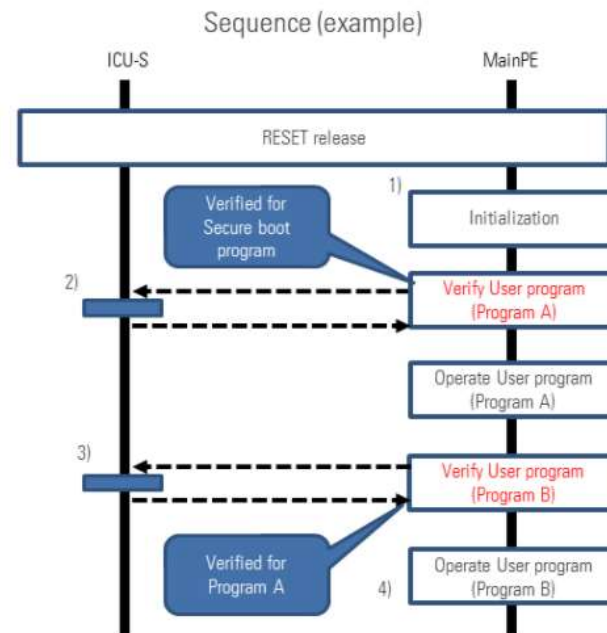 Sequence (example)
ICU-S
MainPE
RESET release
1)
Initialization
Verified for
Secure boot
program
2)
Verify User program
(Program A)
Operate User program
(Program A)
3)
Verify User program
(Program B)
Verified for
Program A
4)
Operate User program
(Program B)